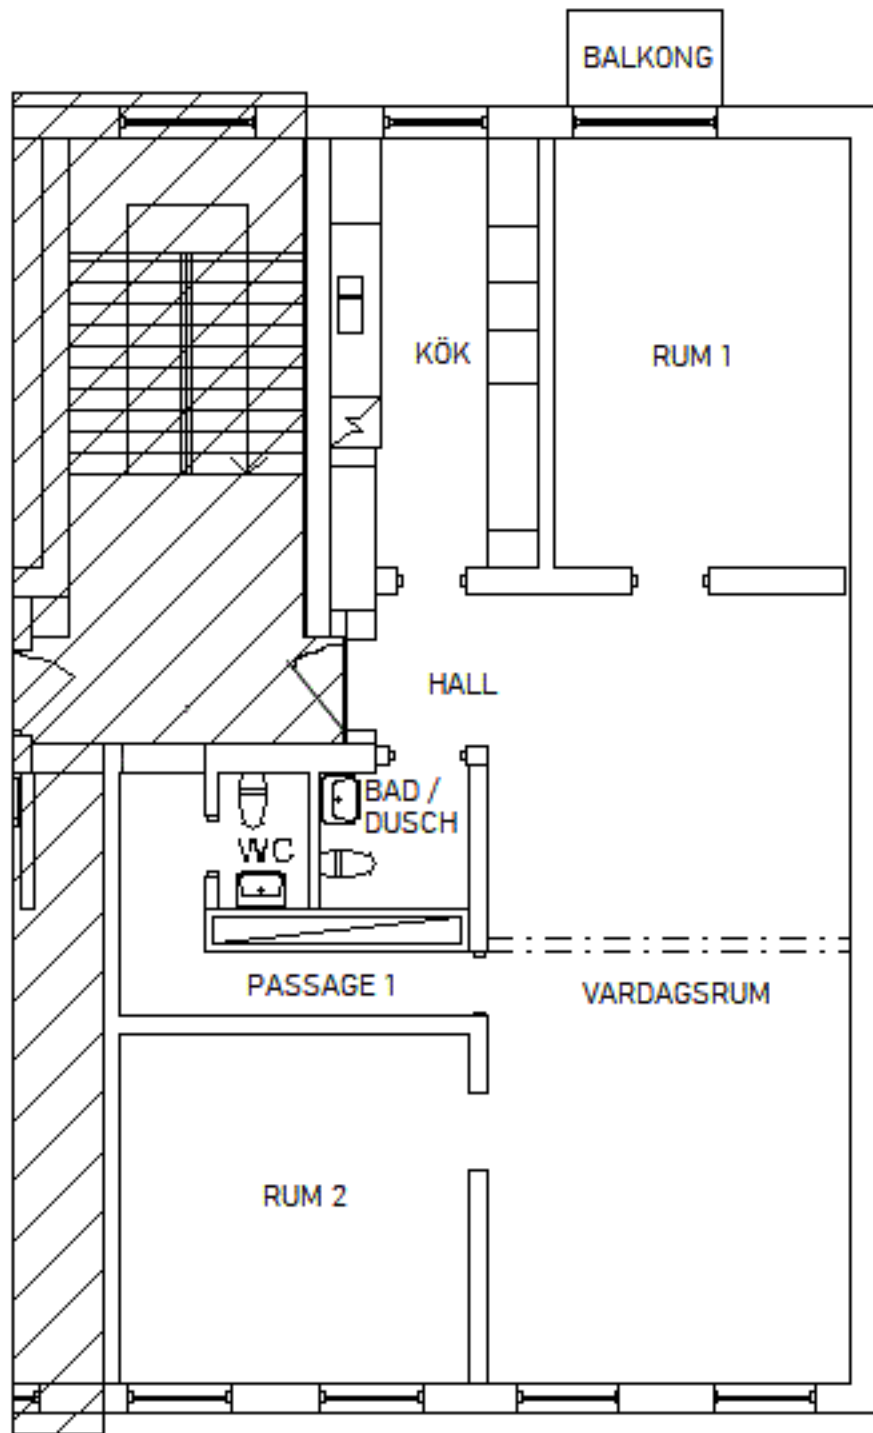 BALKONG
KÖK
RUM 1
HALL
BAD /
DUSCH
WC
PASSAGE 1
VARDAGSRUM
RUM 2